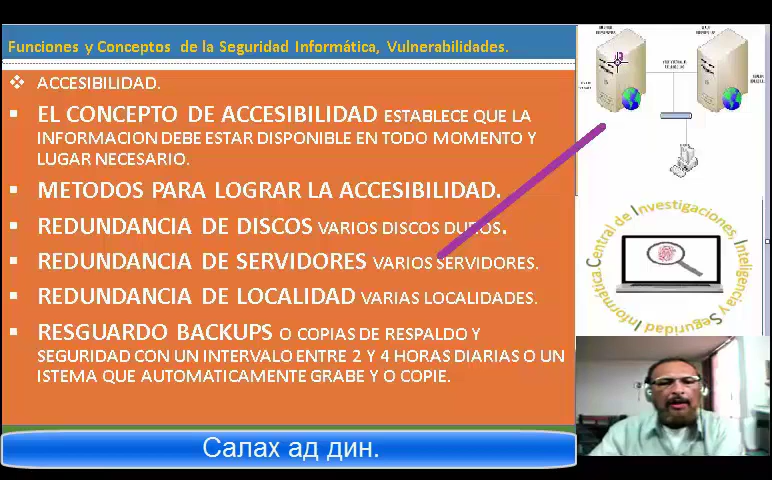 Funciones y Conceptos de la Seguridad Informática, Vulnerabilidades.
ACCESIBILIDAD.
EL CONCEPTO DE ACCESIBILIDAD ESTABLECE QUE LA
INFORMACION DEBE ESTAR DISPONIBLE EN TODO MOMENTO Y
LUGAR NECESARIO.
METODOS PARA LOGRAR LA ACCESIBILIDAD.
REDUNDANCIA DE DISCOS VARIOS DISCOS DUROS.
REDUNDANCIA DE SERVIDORES VARIOS SERVIDORES.
REDUNDANCIA DE LOCALIDAD VARIAS LOCALIDADES.
RESGUARDO BACKUPS O COPIAS DE RESPALDO Y
SEGURIDAD CON UN INTERVALO ENTRE 2 Y 4 HORAS DIARIAS O UN
ISTEMA QUE AUTOMATICAMENTE GRABE Y O COPIE.
Central de Investigaciones, Inteligencia y Seguridad Informática
Салах ад дин.